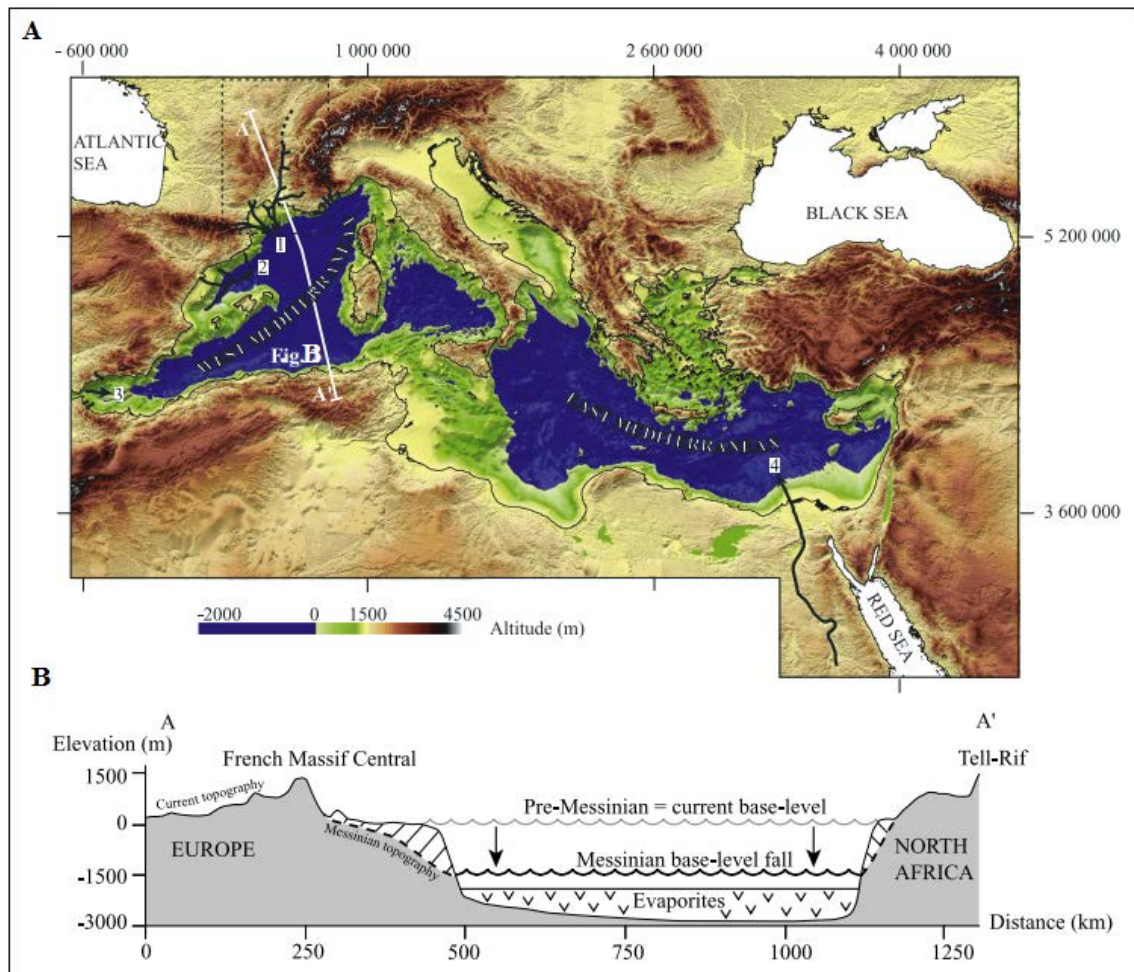 A
- 600 000
1 000 000
2 600 000
4 000 000
ATLANTIC
SEA
A
BLACK SEA
5 200 000
1
2
WEST MEDITERRANEAN
Fig.B
3
A'
EAST MEDITERRANEAN
4
3 600 000
RED SEA
-2000
0
1500
4500
Altitude (m)
B
A
A'
Elevation (m)
French Massif Central
Tell-Rif
1500
Current topography
Pre-Messinian = current base-level
0
Messinian topography
EUROPE
Messinian base-level fall
NORTH
AFRICA
-1500
Evaporites
-3000
Distance (km)
0
250
500
750
1000
1250